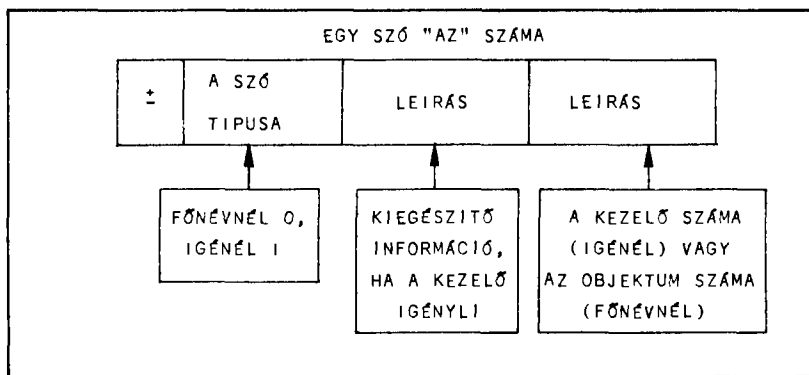 EGY SZÓ "AZ" SZÁMA
±
A SZÓ
TIPUSA
LEIRÁS
LEIRÁS
FŐNÉVNÉL 0,
IGÉNÉL 1
KIEGÉSZITŐ
INFORMÁCIÓ,
HA A KEZELŐ
IGÉNYLI
A KEZELŐ SZÁMA
(IGÉNÉL) VAGY
AZ OBJEKTUM SZÁMA
(FŐNÉVNÉL)